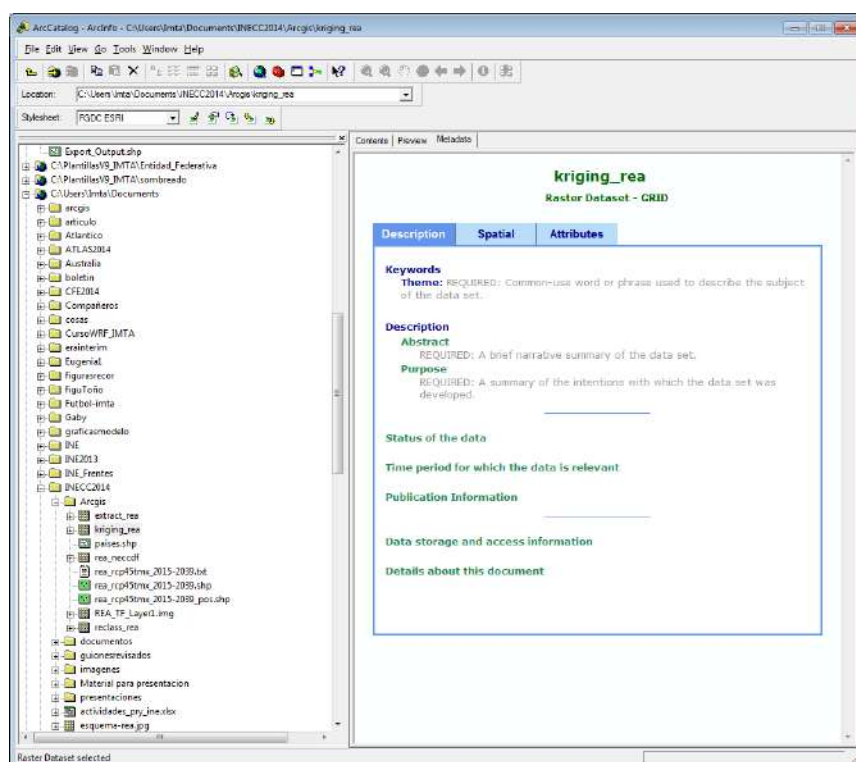 ArcCatalog - ArcInfo - C:\Users\Imta\Documents\INECC2014\Arcgis\kriging_rea
File Edit View Go Tools Window Help
Location: C:\Users\Imta\Documents\INECC2014\Arcgis\kriging_rea
Stylesheet: FGDC ESRI
Export_Output.shp
C:\PlantillasV9_IMTA\Entidad_Federativa
C:\PlantillasV9_IMTA\sombreado
C:\Users\Imta\Documents
arcgis
articulo
Atlantico
ATLAS2014
Australia
boletin
CFE2014
Compañeros
cosas
CursoWRF_IMTA
erainterim
Eugenia1
Figurasrecor
FiguToño
Futbol-imta
Gaby
graficasmodelo
INE
INE2013
INE_Frentes
INECC2014
Arcgis
extract_rea
kriging_rea
paises.shp
rea_neccdf
rea_rcp45tmx_2015-2039.txt
rea_rcp45tmx_2015-2039.shp
rea_rcp45tmx_2015-2039_pos.shp
REA_TF_Layer1.img
reclass_rea
documentos
guionesrevisados
imagenes
Material para presentacion
presentaciones
actividades_pry_ine.xlsx
esquema-rea.jpg
Contents Preview Metadata
kriging_rea
Raster Dataset - GRID
Description Spatial Attributes
Keywords
Theme: REQUIRED: Common-use word or phrase used to describe the subject
of the data set.
Description
Abstract
REQUIRED: A brief narrative summary of the data set.
Purpose
REQUIRED: A summary of the intentions with which the data set was
developed.
Status of the data
Time period for which the data is relevant
Publication Information
Data storage and access information
Details about this document
Raster Dataset selected